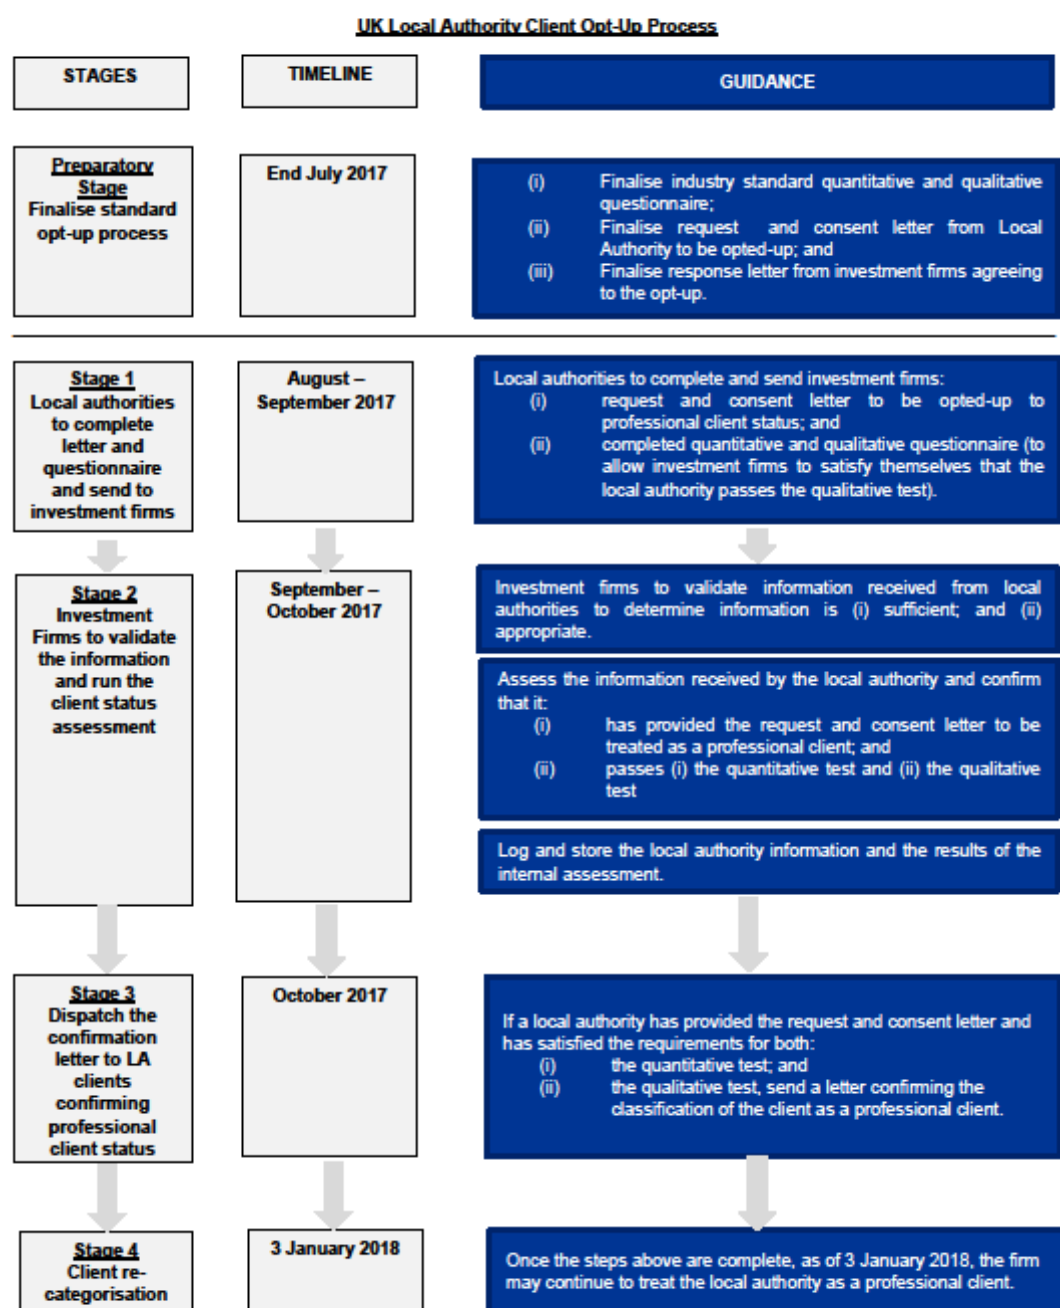 UK Local Authority Client Opt-Up Process
STAGES
TIMELINE
GUIDANCE
Preparatory
Stage
Finalise standard
opt-up process
End July 2017
(i) Finalise industry standard quantitative and qualitative
questionnaire;
(ii) Finalise request and consent letter from Local
Authority to be opted-up; and
(iii) Finalise response letter from investment firms agreeing
to the opt-up.
Stage 1
Local authorities
to complete
letter and
questionnaire
and send to
investment firms
August –
September 2017
Local authorities to complete and send investment firms:
(i) request and consent letter to be opted-up to
professional client status; and
(ii) completed quantitative and qualitative questionnaire (to
allow investment firms to satisfy themselves that the
local authority passes the qualitative test).
Stage 2
Investment
Firms to validate
the information
and run the
client status
assessment
September –
October 2017
Investment firms to validate information received from local
authorities to determine information is (i) sufficient; and (ii)
appropriate.
Assess the information received by the local authority and confirm
that it:
(i) has provided the request and consent letter to be
treated as a professional client; and
(ii) passes (i) the quantitative test and (ii) the qualitative
test
Log and store the local authority information and the results of the
internal assessment.
Stage 3
Dispatch the
confirmation
letter to LA
clients
confirming
professional
client status
October 2017
If a local authority has provided the request and consent letter and
has satisfied the requirements for both:
(i) the quantitative test; and
(ii) the qualitative test, send a letter confirming the
classification of the client as a professional client.
Stage 4
Client re-
categorisation
3 January 2018
Once the steps above are complete, as of 3 January 2018, the firm
may continue to treat the local authority as a professional client.